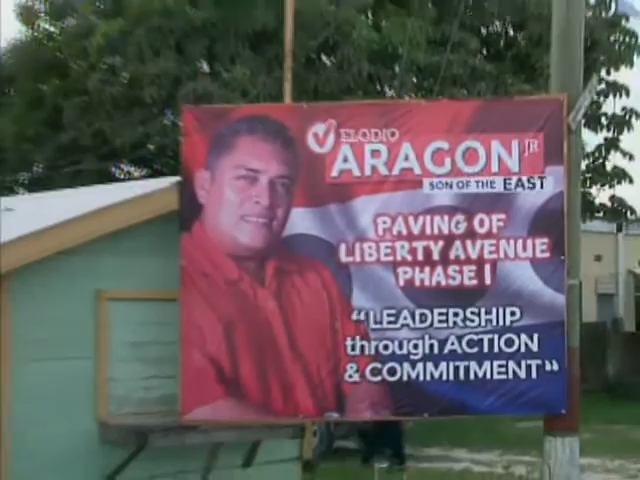 ELODIO
ARAGON JR
SON OF THE EAST
PAVING OF
LIBERTY AVENUE
PHASE I
"LEADERSHIP
through ACTION
& COMMITMENT"